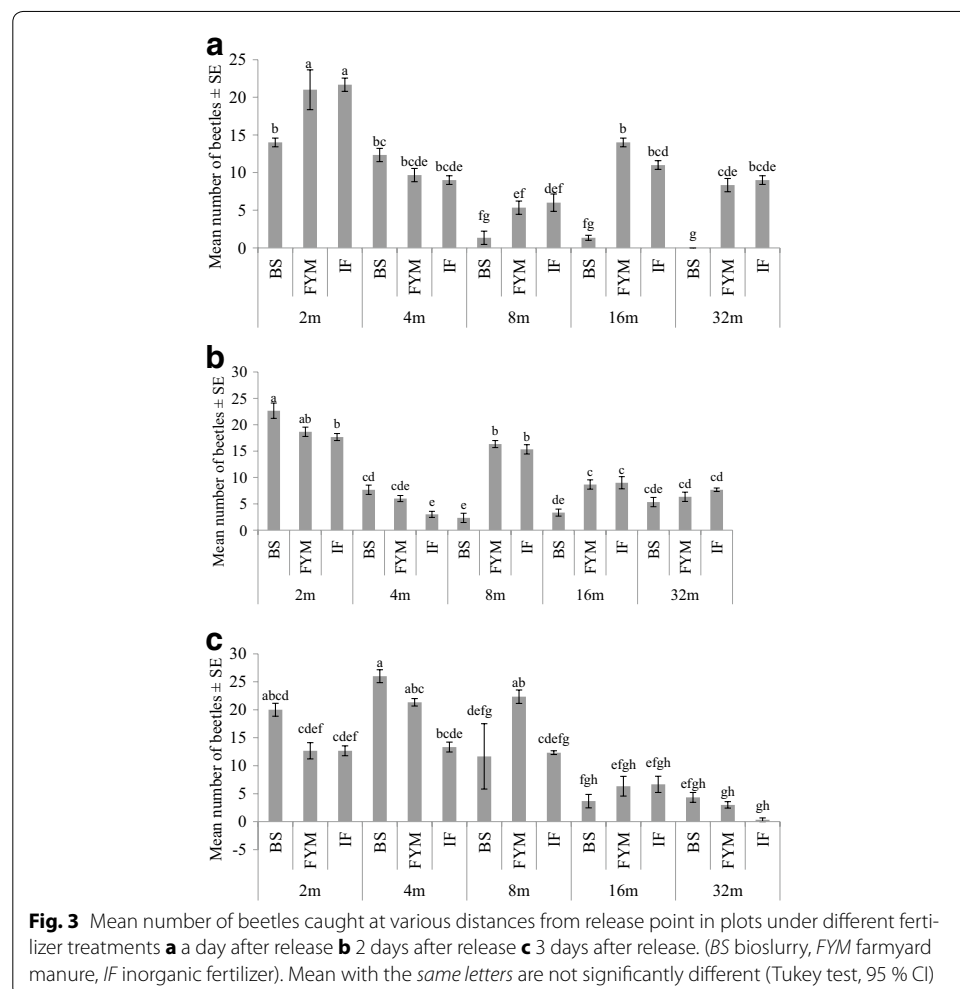 a
Mean number of beetles ± SE
25
20
15
10
5
0
b a a bc bcde bcde fg ef def fg b bcd g cde bcde
BS FYM IF BS FYM IF BS FYM IF BS FYM IF BS FYM IF
2m 4m 8m 16m 32m
b
Mean number of beetles ± SE
30
25
20
15
10
5
0
a ab b cd cde e e b b de c c cde cd cd
BS FYM IF BS FYM IF BS FYM IF BS FYM IF BS FYM IF
2m 4m 8m 16m 32m
c
Mean number of beetles ± SE
30
25
20
15
10
5
0
-5
abcd cdef cdef a abc bcde defg ab cdefg fgh efgh efgh efgh gh gh
BS FYM IF BS FYM IF BS FYM IF BS FYM IF BS FYM IF
2m 4m 8m 16m 32m
Fig. 3 Mean number of beetles caught at various distances from release point in plots under different ferti-
lizer treatments a a day after release b 2 days after release c 3 days after release. (BS bioslurry, FYM farmyard
manure, IF inorganic fertilizer). Mean with the same letters are not significantly different (Tukey test, 95 % CI)